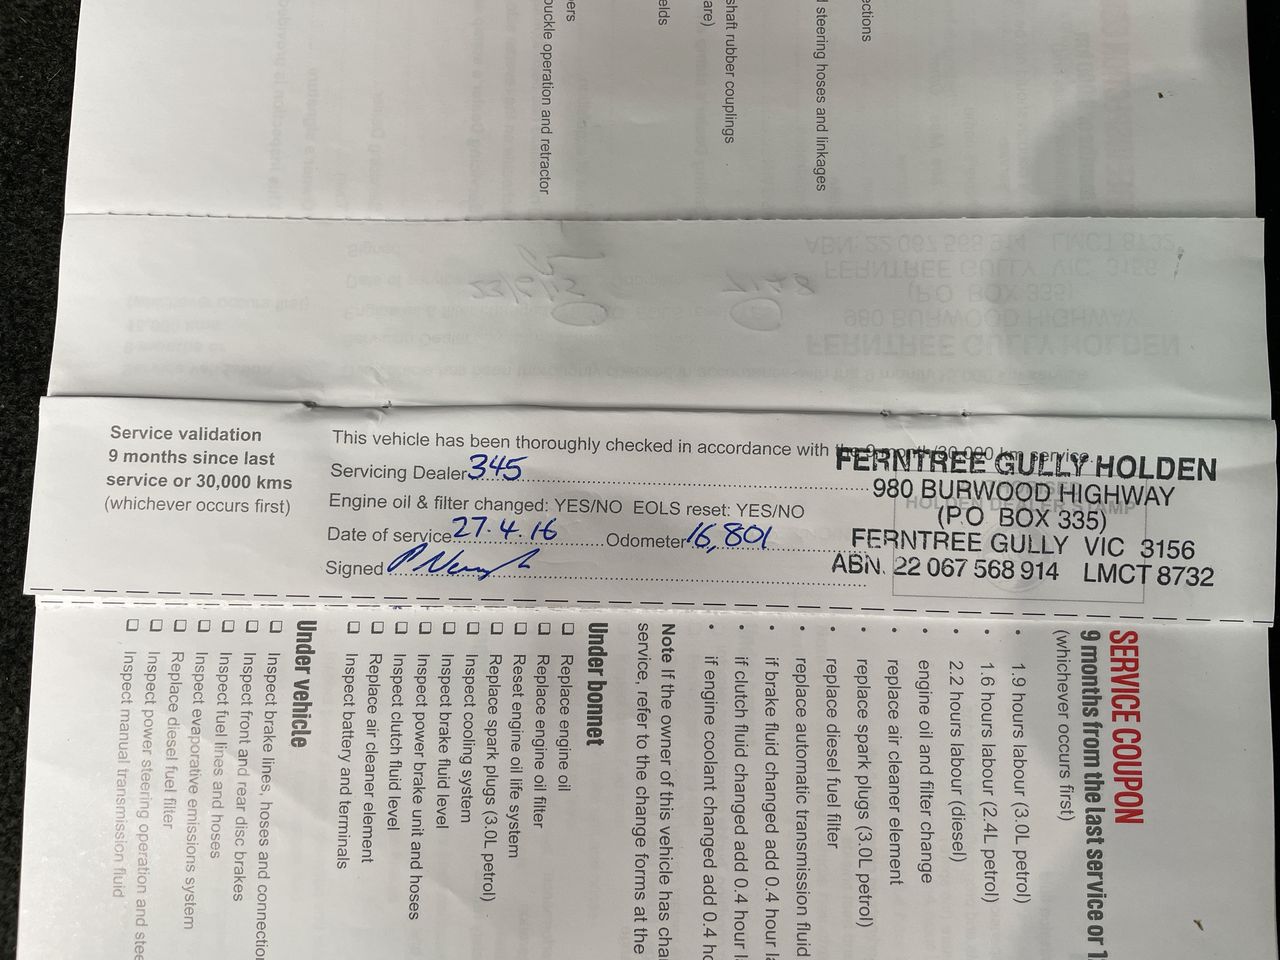 ections
steering hoses and linkages
shaft rubber couplings
are)
elds
ers
buckle operation and retractor
Service validation
9 months since last
service or 30,000 kms
(whichever occurs first)
This vehicle has been thoroughly checked in accordance with the 9 month/30,000 km service.
Servicing Dealer 345
Engine oil & filter changed: YES/NO EOLS reset: YES/NO
Date of service 27.4.16 Odometer 16,801
Signed
FERNTREE GULLY HOLDEN
980 BURWOOD HIGHWAY
(P.O BOX 335)
FERNTREE GULLY VIC 3156
ABN. 22 067 568 914 LMCT 8732
HOLDEN DEALER STAMP
SERVICE COUPON
9 months from the last service or 1
(whichever occurs first)
• 1.9 hours labour (3.0L petrol)
• 1.6 hours labour (2.4L petrol)
• 2.2 hours labour (diesel)
• engine oil and filter change
• replace air cleaner element
• replace spark plugs (3.0L petrol)
• replace diesel fuel filter
• replace automatic transmission fluid
• if brake fluid changed add 0.4 hour la
• if clutch fluid changed add 0.4 hour l
• if engine coolant changed add 0.4 ho
Note If the owner of this vehicle has cha
service, refer to the change forms at the
Under bonnet
❏ Replace engine oil
❏ Replace engine oil filter
❏ Reset engine oil life system
❏ Replace spark plugs (3.0L petrol)
❏ Inspect cooling system
❏ Inspect brake fluid level
❏ Inspect power brake unit and hoses
❏ Inspect clutch fluid level
❏ Replace air cleaner element
❏ Inspect battery and terminals
Under vehicle
❏ Inspect brake lines, hoses and connection
❏ Inspect front and rear disc brakes
❏ Inspect fuel lines and hoses
❏ Inspect evaporative emissions system
❏ Replace diesel fuel filter
❏ Inspect power steering operation and stee
❏ Inspect manual transmission fluid